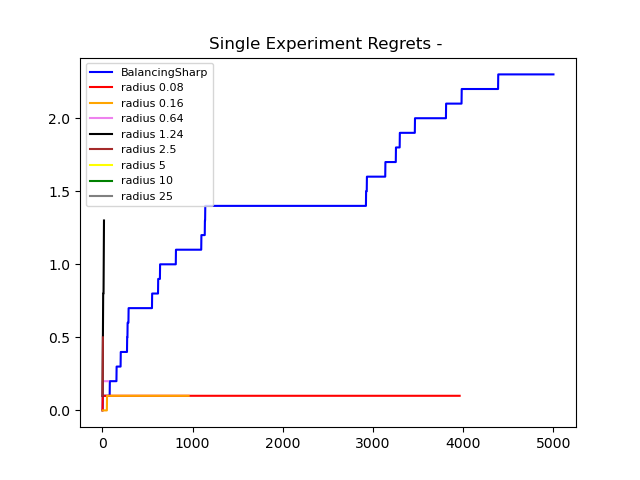 Single Experiment Regrets -
BalancingSharp
radius 0.08
radius 0.16
radius 0.64
radius 1.24
radius 2.5
radius 5
radius 10
radius 25
2.0
1.5
1.0
0.5
0.0
0 1000 2000 3000 4000 5000